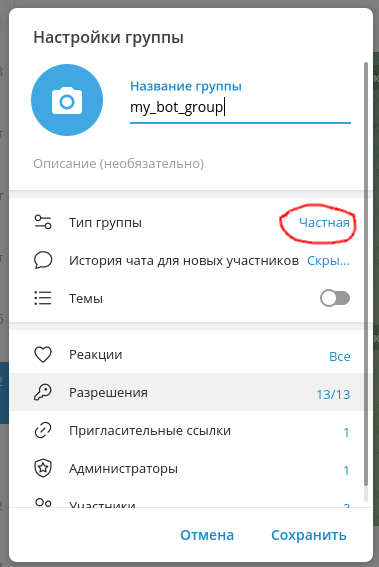 Настройки группы
Название группы
my_bot_group
Описание (необязательно)
Тип группы Частная
История чата для новых участников Скры...
Темы
Реакции Все
Разрешения 13/13
Пригласительные ссылки 1
Администраторы 1
Участники
Отмена Сохранить